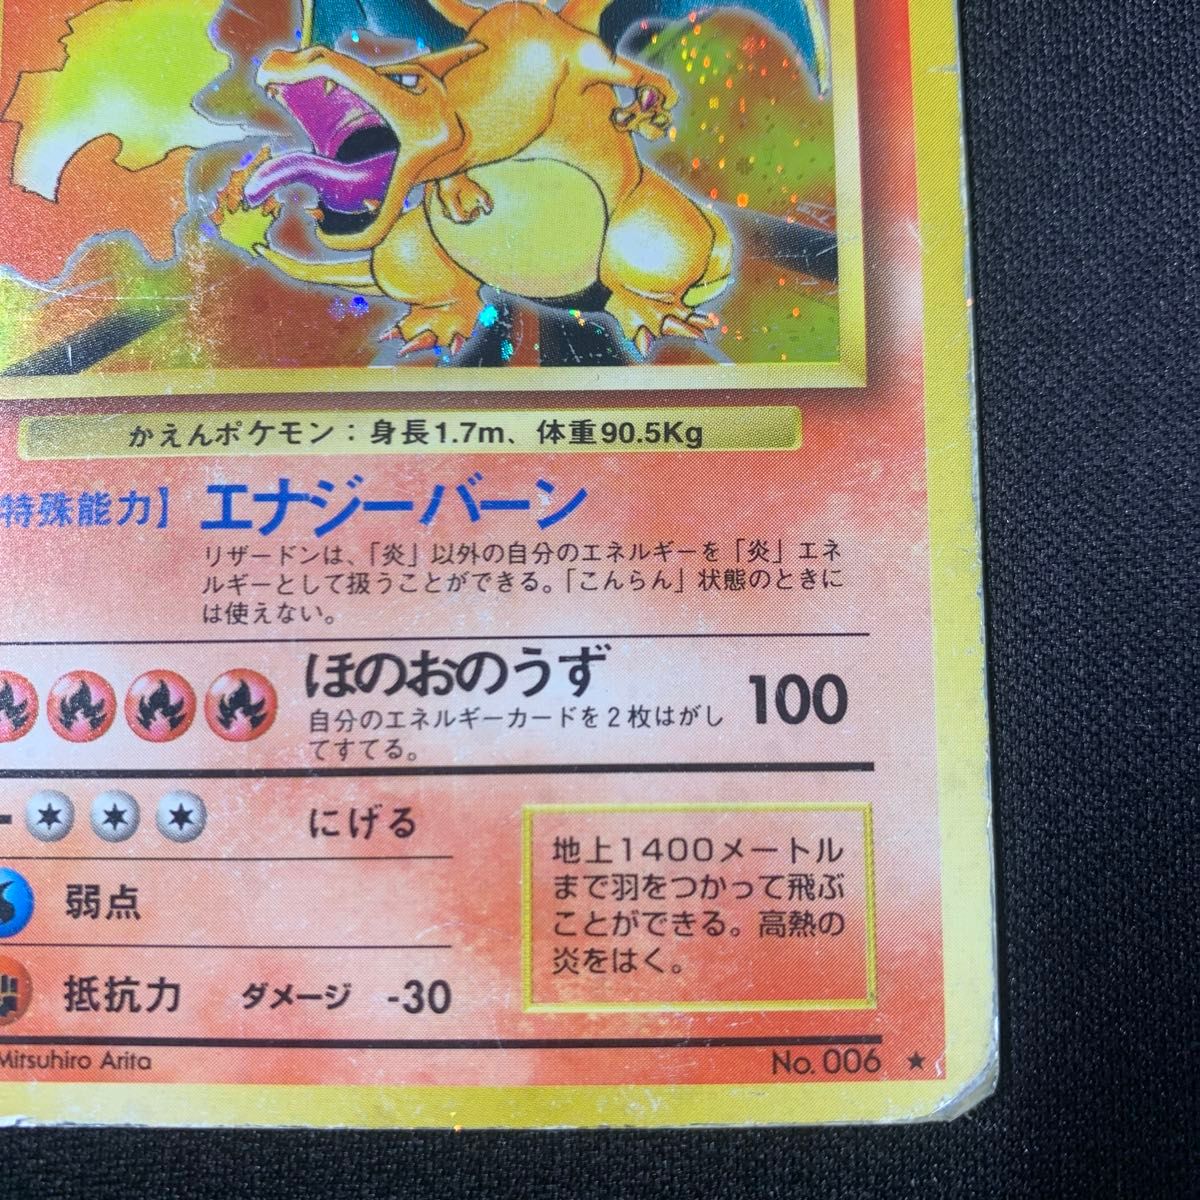 かえんポケモン：身長1.7m、体重90.5Kg
特殊能力】エナジーバーン
リザードンは、「炎」以外の自分のエネルギーを「炎」エネ
ルギーとして扱うことができる。「こんらん」状態のときに
は使えない。
ほのおのうず 100
自分のエネルギーカードを２枚はがし
てすてる。
にげる
弱点
抵抗力 ダメージ -30
地上1400メートル
まで羽をつかって飛ぶ
ことができる。高熱の
炎をはく。
Mitsuhiro Arita
No. 006 ★